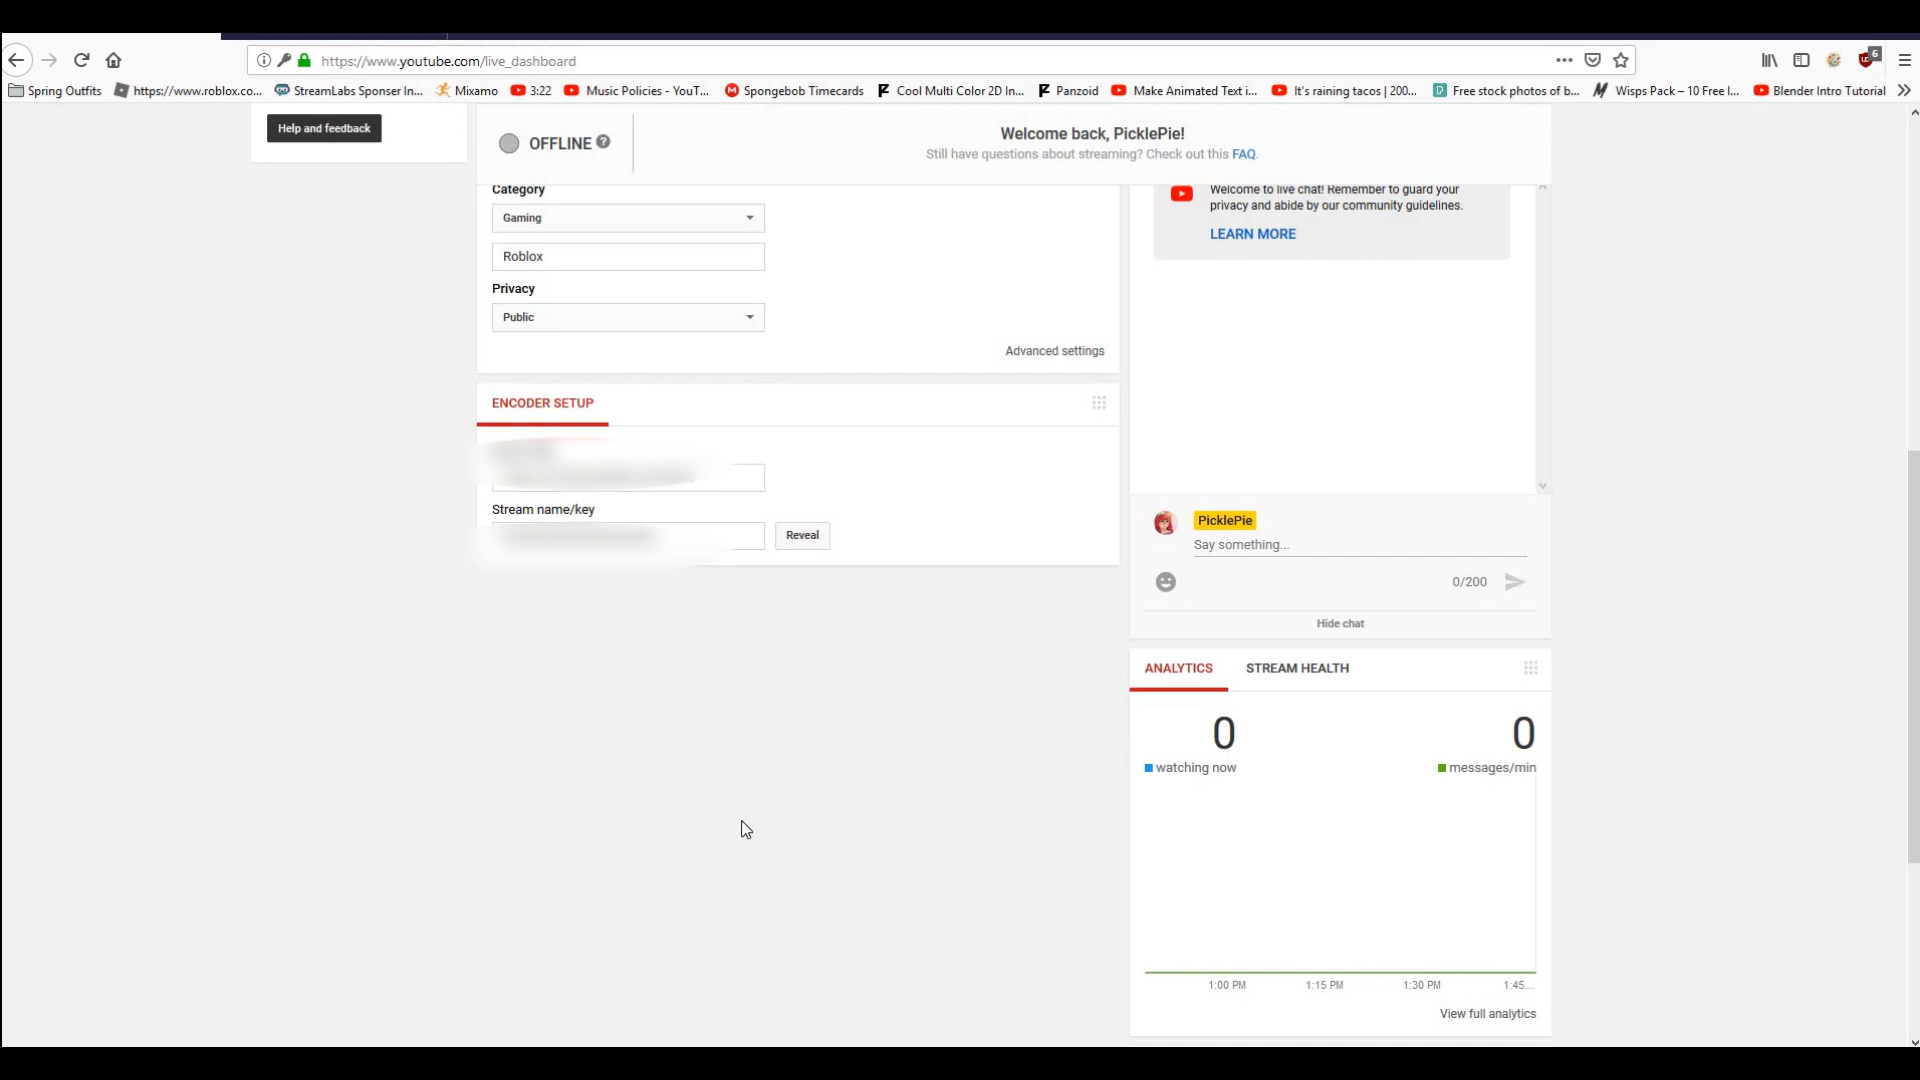 https://www.youtube.com/live_dashboard
6
Spring Outfits
https://www.roblox.co...
StreamLabs Sponser In...
Mixamo
3:22
Music Policies - YouT...
Spongebob Timecards
Cool Multi Color 2D In...
Panzoid
Make Animated Text i...
It's raining tacos | 200...
Free stock photos of b...
Wisps Pack – 10 Free I...
Blender Intro Tutorial
Help and feedback
OFFLINE
Welcome back, PicklePie!
Still have questions about streaming? Check out this FAQ.
Category
Gaming
Roblox
Privacy
Public
Advanced settings
ENCODER SETUP
Stream name/key
Reveal
Welcome to live chat! Remember to guard your
privacy and abide by our community guidelines.
LEARN MORE
PicklePie
Say something...
0/200
Hide chat
ANALYTICS
STREAM HEALTH
0
0
watching now
messages/min
1:00 PM
1:15 PM
1:30 PM
1:45...
View full analytics